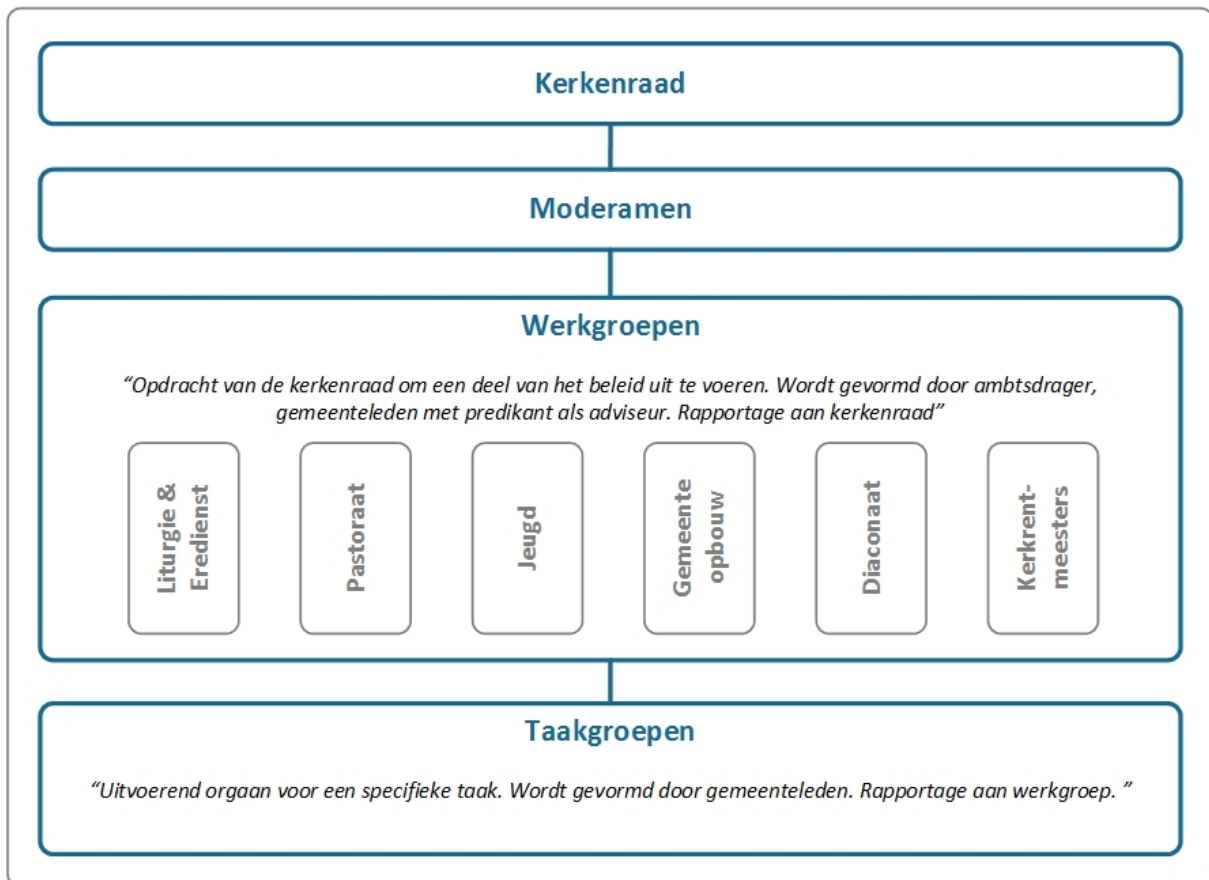 Kerkenraad
Moderamen
Werkgroepen
“Opdracht van de kerkenraad om een deel van het beleid uit te voeren. Wordt gevormd door ambtsdrager,
gemeenteleden met predikant als adviseur. Rapportage aan kerkenraad”
Liturgie &
Eredienst
Pastoraat
Jeugd
Gemeente
opbouw
Diaconaat
Kerkrent-
meesters
Taakgroepen
“Uitvoerend orgaan voor een specifieke taak. Wordt gevormd door gemeenteleden. Rapportage aan werkgroep. ”